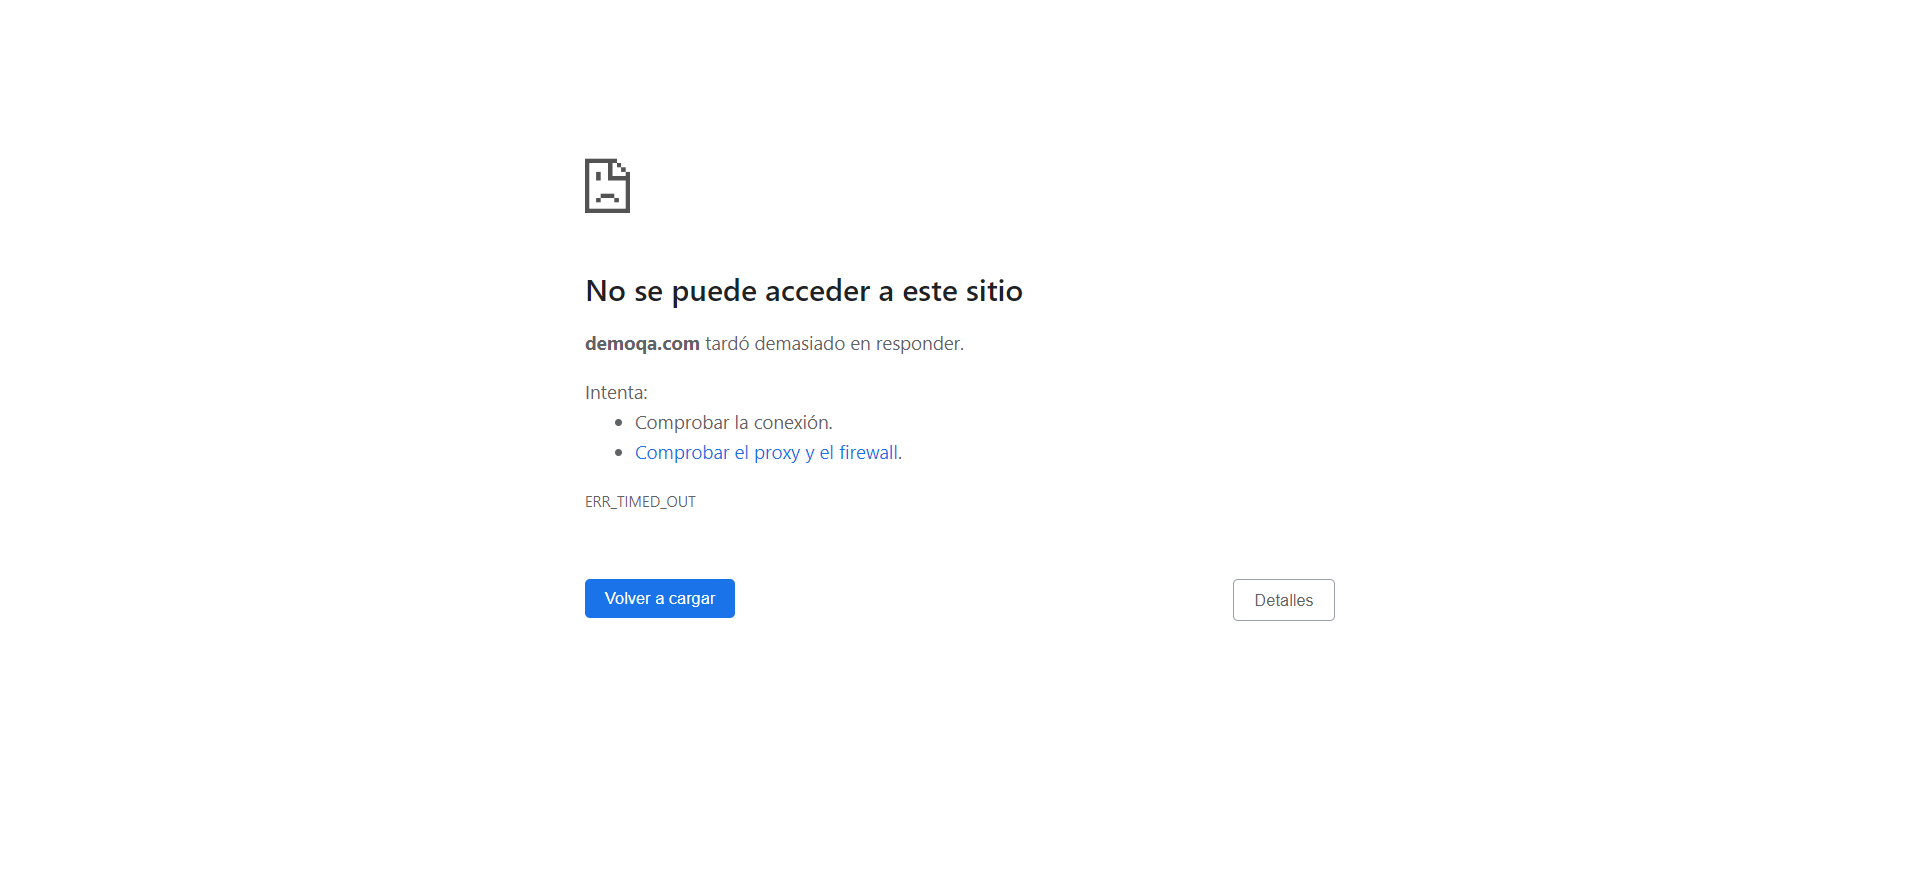 No se puede acceder a este sitio
demoqa.com tardó demasiado en responder.
Intenta:
Comprobar la conexión.
Comprobar el proxy y el firewall.
ERR_TIMED_OUT
Volver a cargar
Detalles